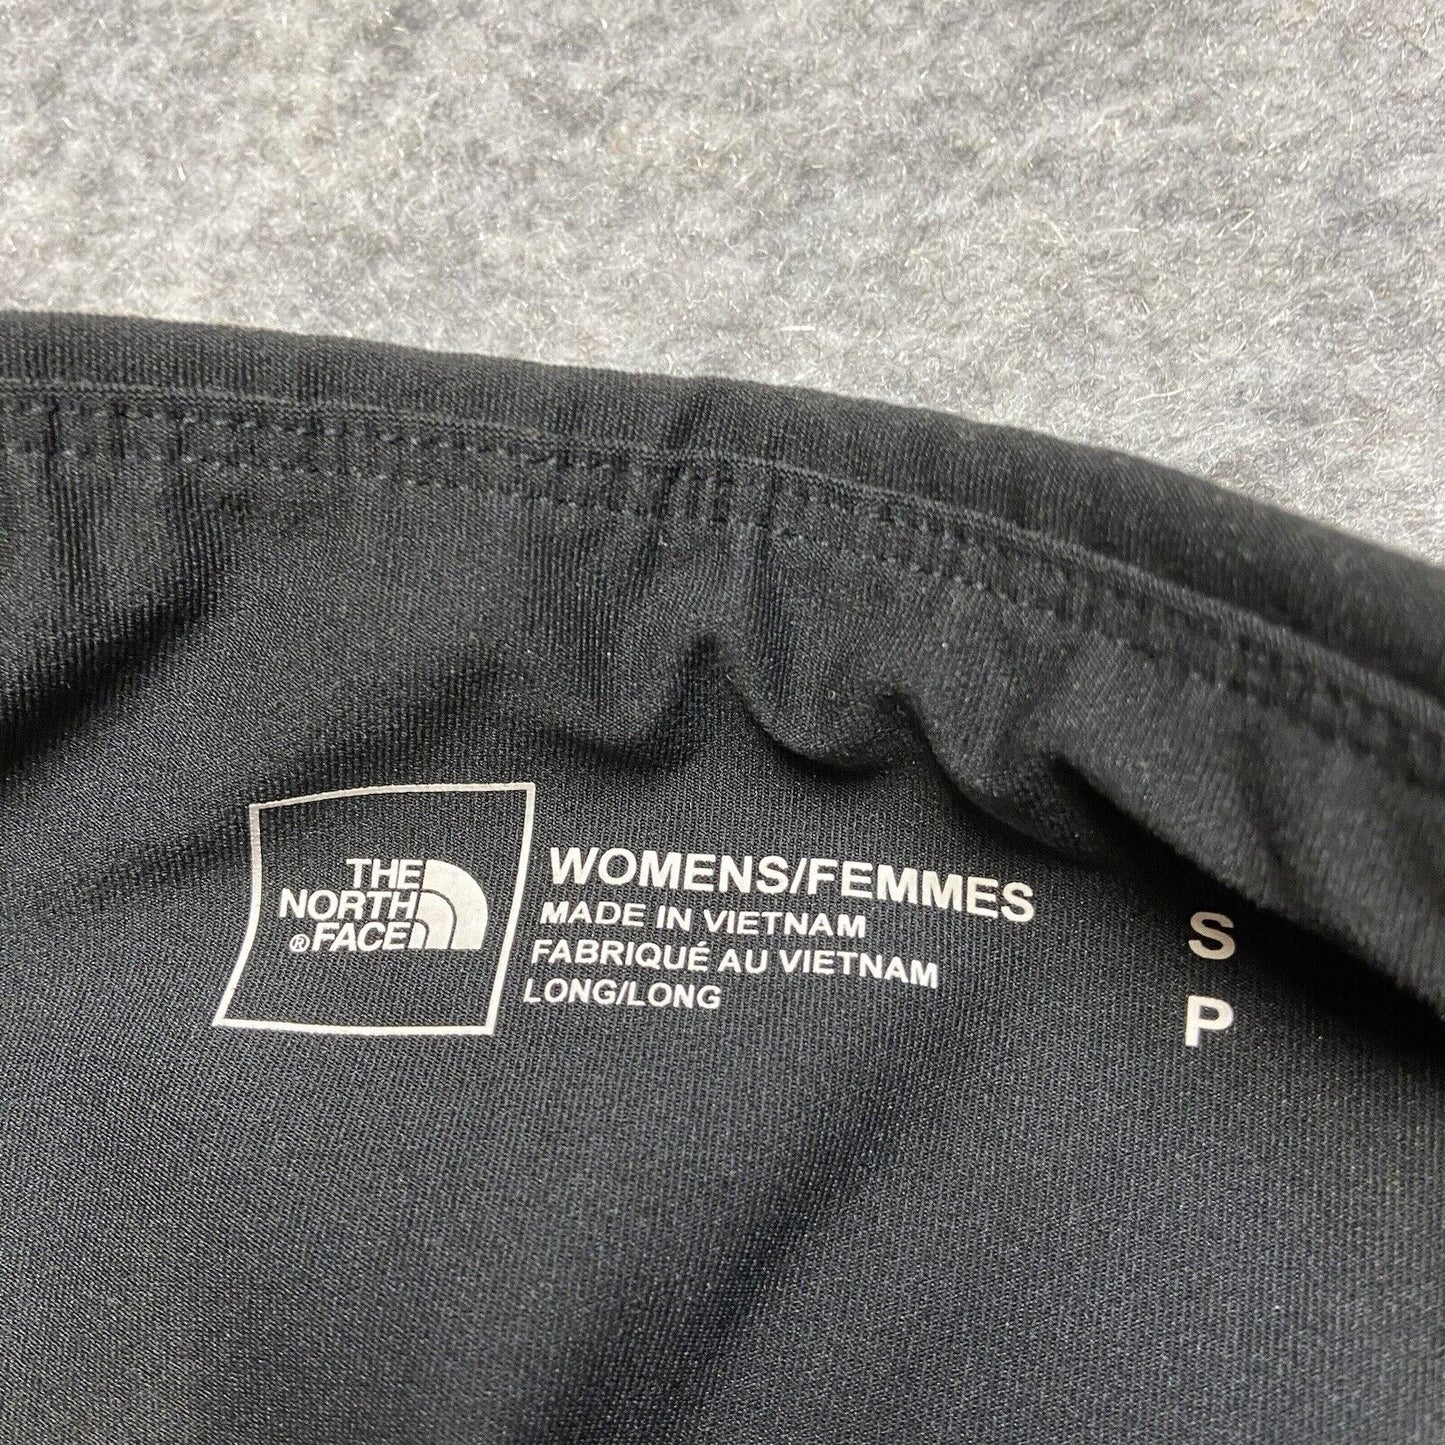 THE
NORTH
®FACE
WOMENS/FEMMES
MADE IN VIETNAM
FABRIQUÉ AU VIETNAM
LONG/LONG
S
P